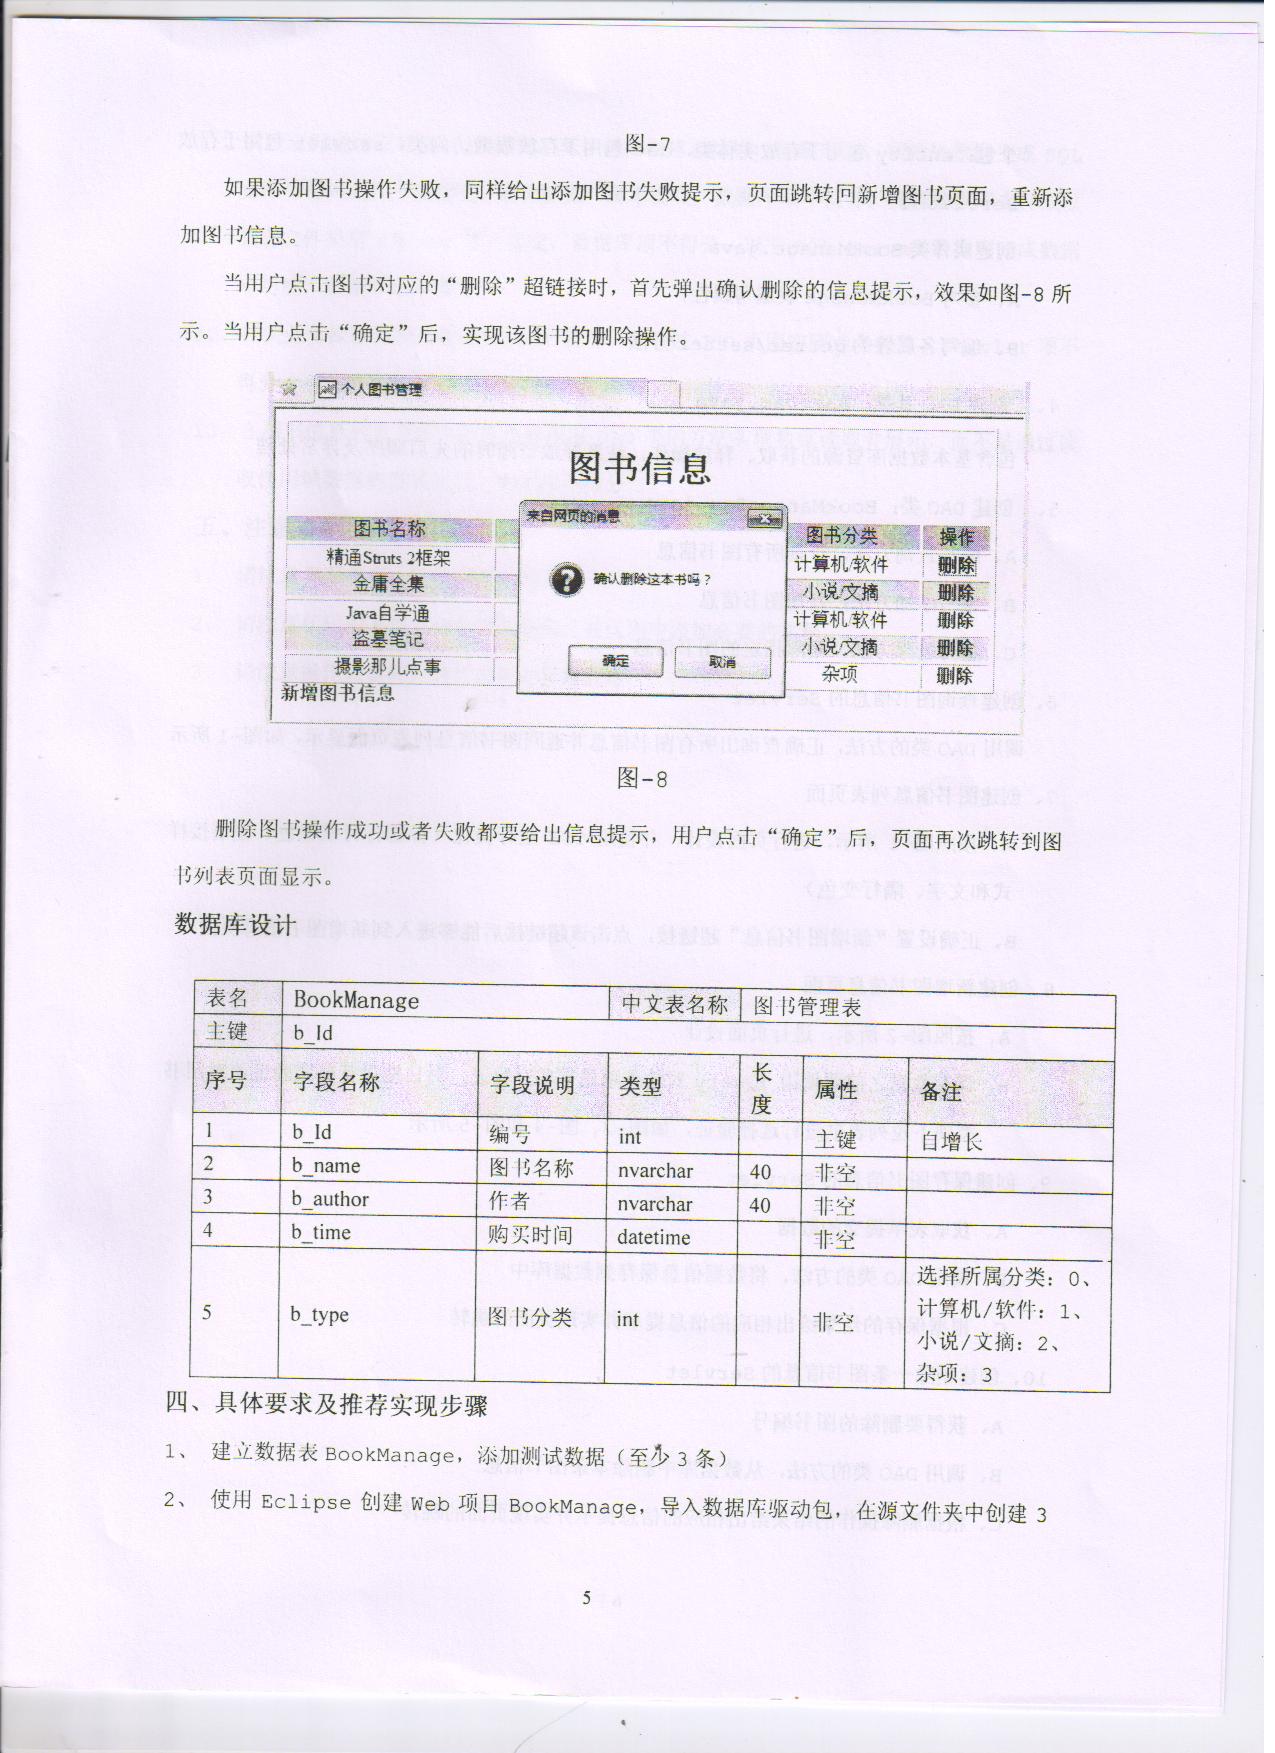 图-7
如果添加图书操作失败，同样给出添加图书失败提示，页面跳转回新增图书页面，重新添
加图书信息。
当用户点击图书对应的“删除”超链接时，首先弹出确认删除的信息提示，效果如图-8 所
示。当用户点击“确定”后，实现该图书的删除操作。
个人图书管理
图书信息
来自网页的消息
图书名称 图书分类 操作
精通Struts 2框架 计算机/软件 删除
确认删除这本书吗？
金庸全集 小说/文摘 删除
Java自学通 计算机/软件 删除
盗墓笔记 小说/文摘 删除
确定 取消
摄影那儿点事 杂项 删除
新增图书信息
图-8
删除图书操作成功或者失败都要给出信息提示，用户点击“确定”后，页面再次跳转到图
书列表页面显示。
数据库设计
表名 BookManage 中文表名称 图书管理表
主键 b_Id
序号 字段名称 字段说明 类型 长度 属性 备注
1 b_Id 编号 int 主键 自增长
2 b_name 图书名称 nvarchar 40 非空
3 b_author 作者 nvarchar 40 非空
4 b_time 购买时间 datetime 非空
5 b_type 图书分类 int 非空
选择所属分类：0、
计算机/软件：1、
小说/文摘：2、
杂项：3
四、具体要求及推荐实现步骤
1、 建立数据表 BookManage，添加测试数据（至少 3 条）
2、 使用 Eclipse 创建 Web 项目 BookManage，导入数据库驱动包，在源文件夹中创建 3
5